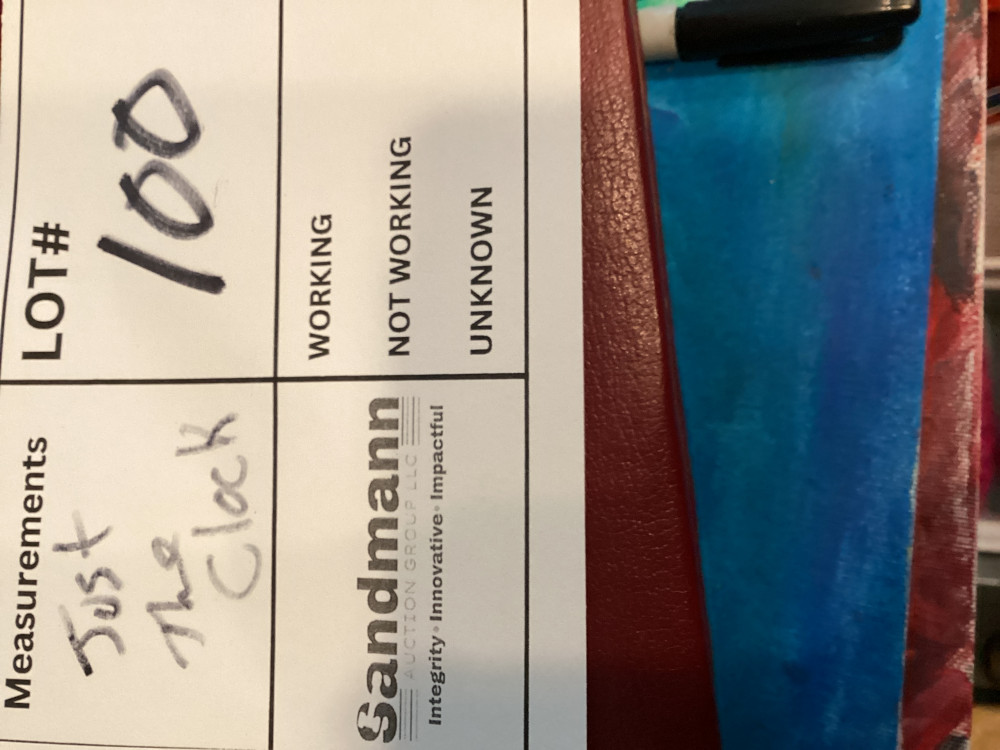 Measurements
Just
The
Clock
LOT#
100
Sandmann
AUCTION GROUP LLC
Integrity • Innovative • Impactful
WORKING
NOT WORKING
UNKNOWN